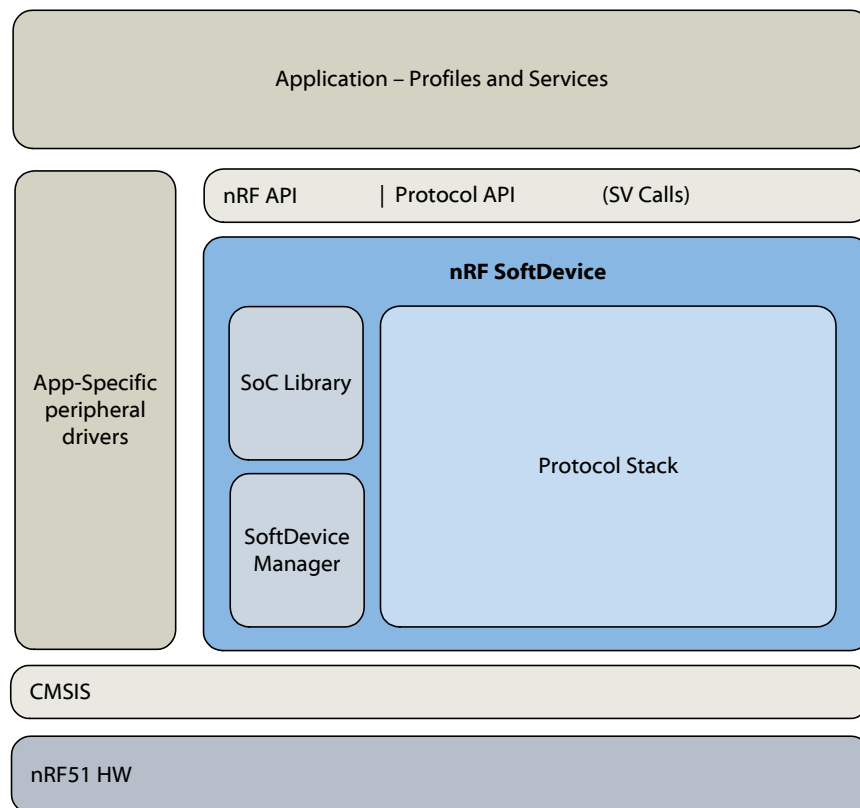 Application – Profiles and Services
nRF API | Protocol API (SV Calls)
nRF SoftDevice
App-Specific
peripheral
drivers
SoC Library
Protocol Stack
SoftDevice
Manager
CMSIS
nRF51 HW